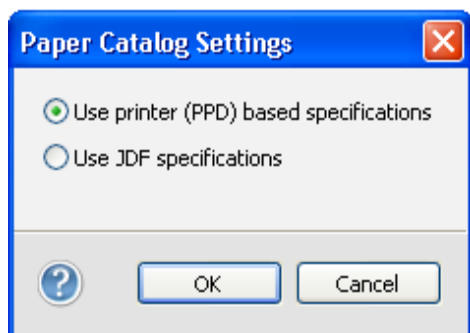 Paper Catalog Settings
Use printer (PPD) based specifications
Use JDF specifications
? OK Cancel